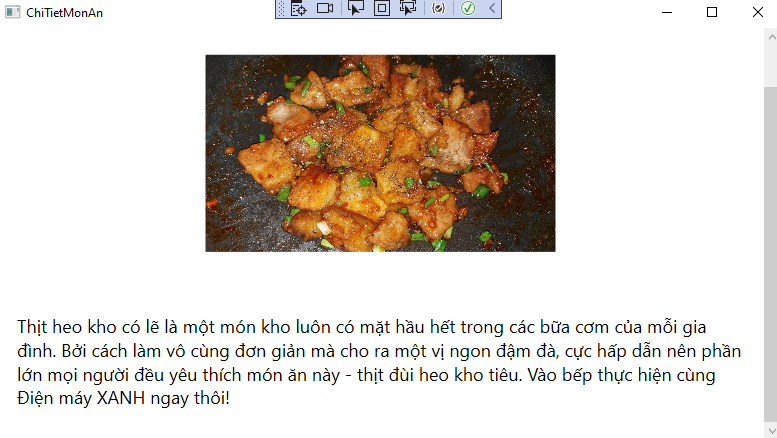 ChiTietMonAn
Thịt heo kho có lẽ là một món kho luôn có mặt hầu hết trong các bữa cơm của mỗi gia
đình. Bởi cách làm vô cùng đơn giản mà cho ra một vị ngon đậm đà, cực hấp dẫn nên phần
lớn mọi người đều yêu thích món ăn này - thịt đùi heo kho tiêu. Vào bếp thực hiện cùng
Điện máy XANH ngay thôi!